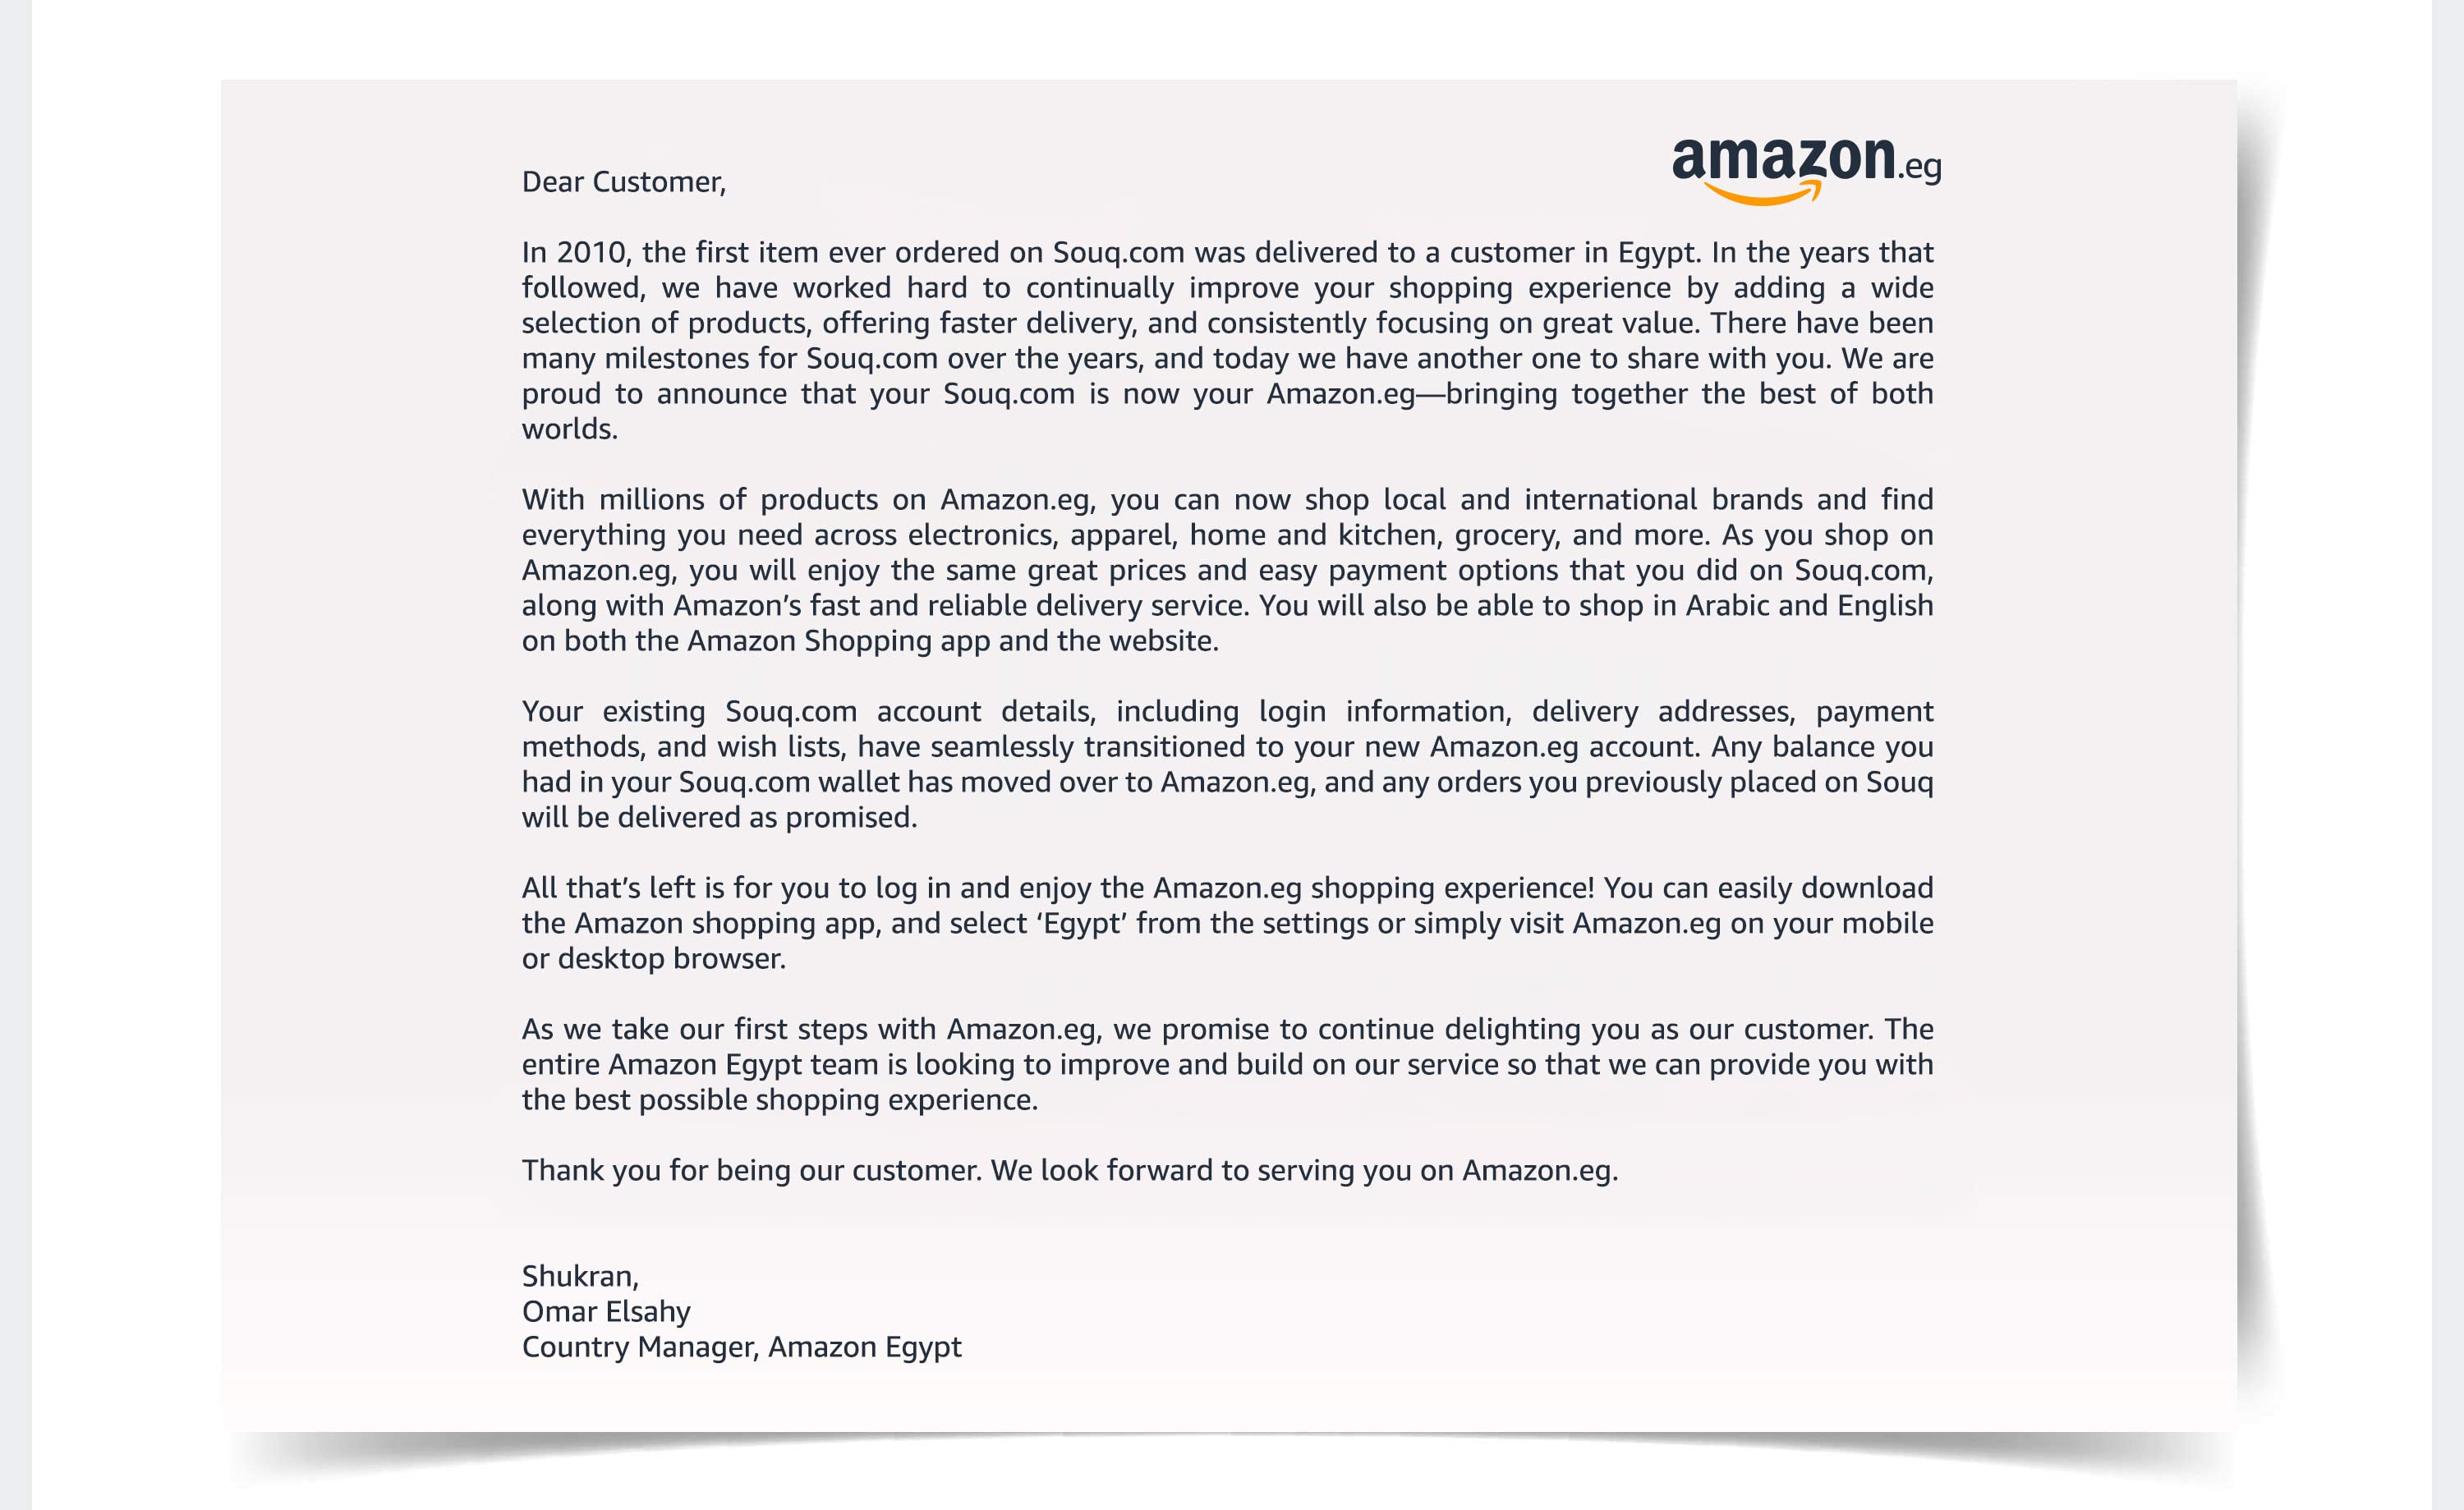 amazon.eg
Dear Customer,
In 2010, the first item ever ordered on Souq.com was delivered to a customer in Egypt. In the years that
followed, we have worked hard to continually improve your shopping experience by adding a wide
selection of products, offering faster delivery, and consistently focusing on great value. There have been
many milestones for Souq.com over the years, and today we have another one to share with you. We are
proud to announce that your Souq.com is now your Amazon.eg—bringing together the best of both
worlds.
With millions of products on Amazon.eg, you can now shop local and international brands and find
everything you need across electronics, apparel, home and kitchen, grocery, and more. As you shop on
Amazon.eg, you will enjoy the same great prices and easy payment options that you did on Souq.com,
along with Amazon’s fast and reliable delivery service. You will also be able to shop in Arabic and English
on both the Amazon Shopping app and the website.
Your existing Souq.com account details, including login information, delivery addresses, payment
methods, and wish lists, have seamlessly transitioned to your new Amazon.eg account. Any balance you
had in your Souq.com wallet has moved over to Amazon.eg, and any orders you previously placed on Souq
will be delivered as promised.
All that’s left is for you to log in and enjoy the Amazon.eg shopping experience! You can easily download
the Amazon shopping app, and select ‘Egypt’ from the settings or simply visit Amazon.eg on your mobile
or desktop browser.
As we take our first steps with Amazon.eg, we promise to continue delighting you as our customer. The
entire Amazon Egypt team is looking to improve and build on our service so that we can provide you with
the best possible shopping experience.
Thank you for being our customer. We look forward to serving you on Amazon.eg.
Shukran,
Omar Elsahy
Country Manager, Amazon Egypt